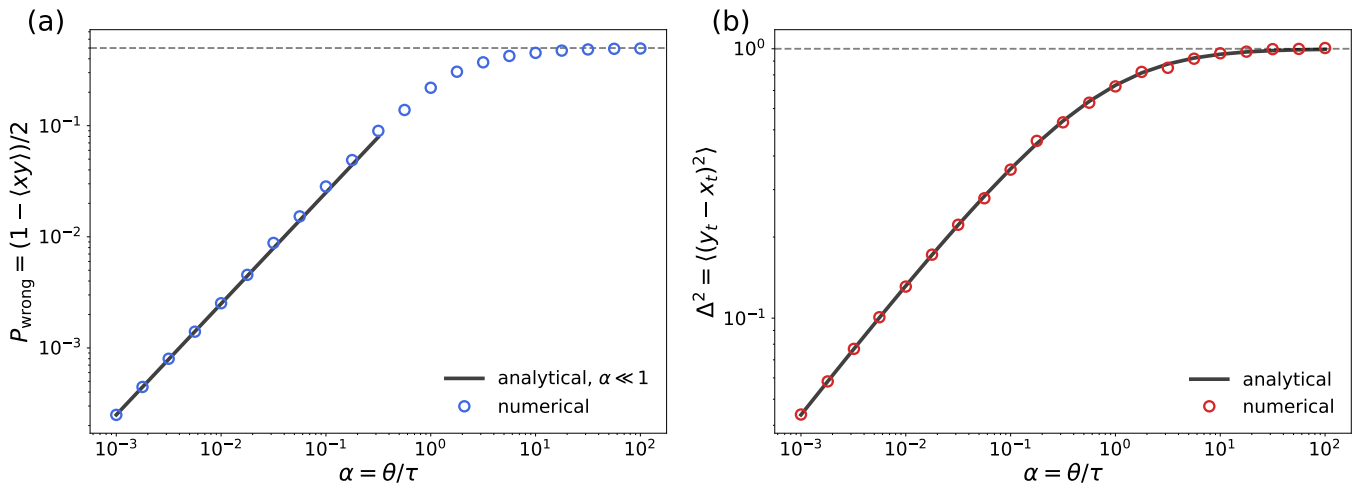 (a)
P_wrong = (1 − ⟨xy⟩)/2
10^−1
10^−2
10^−3
analytical, α ≪ 1
numerical
10^−3 10^−2 10^−1 10^0 10^1 10^2
α = θ/τ
(b)
Δ^2 = ⟨(y_t − x_t)^2⟩
10^0
10^−1
analytical
numerical
10^−3 10^−2 10^−1 10^0 10^1 10^2
α = θ/τ